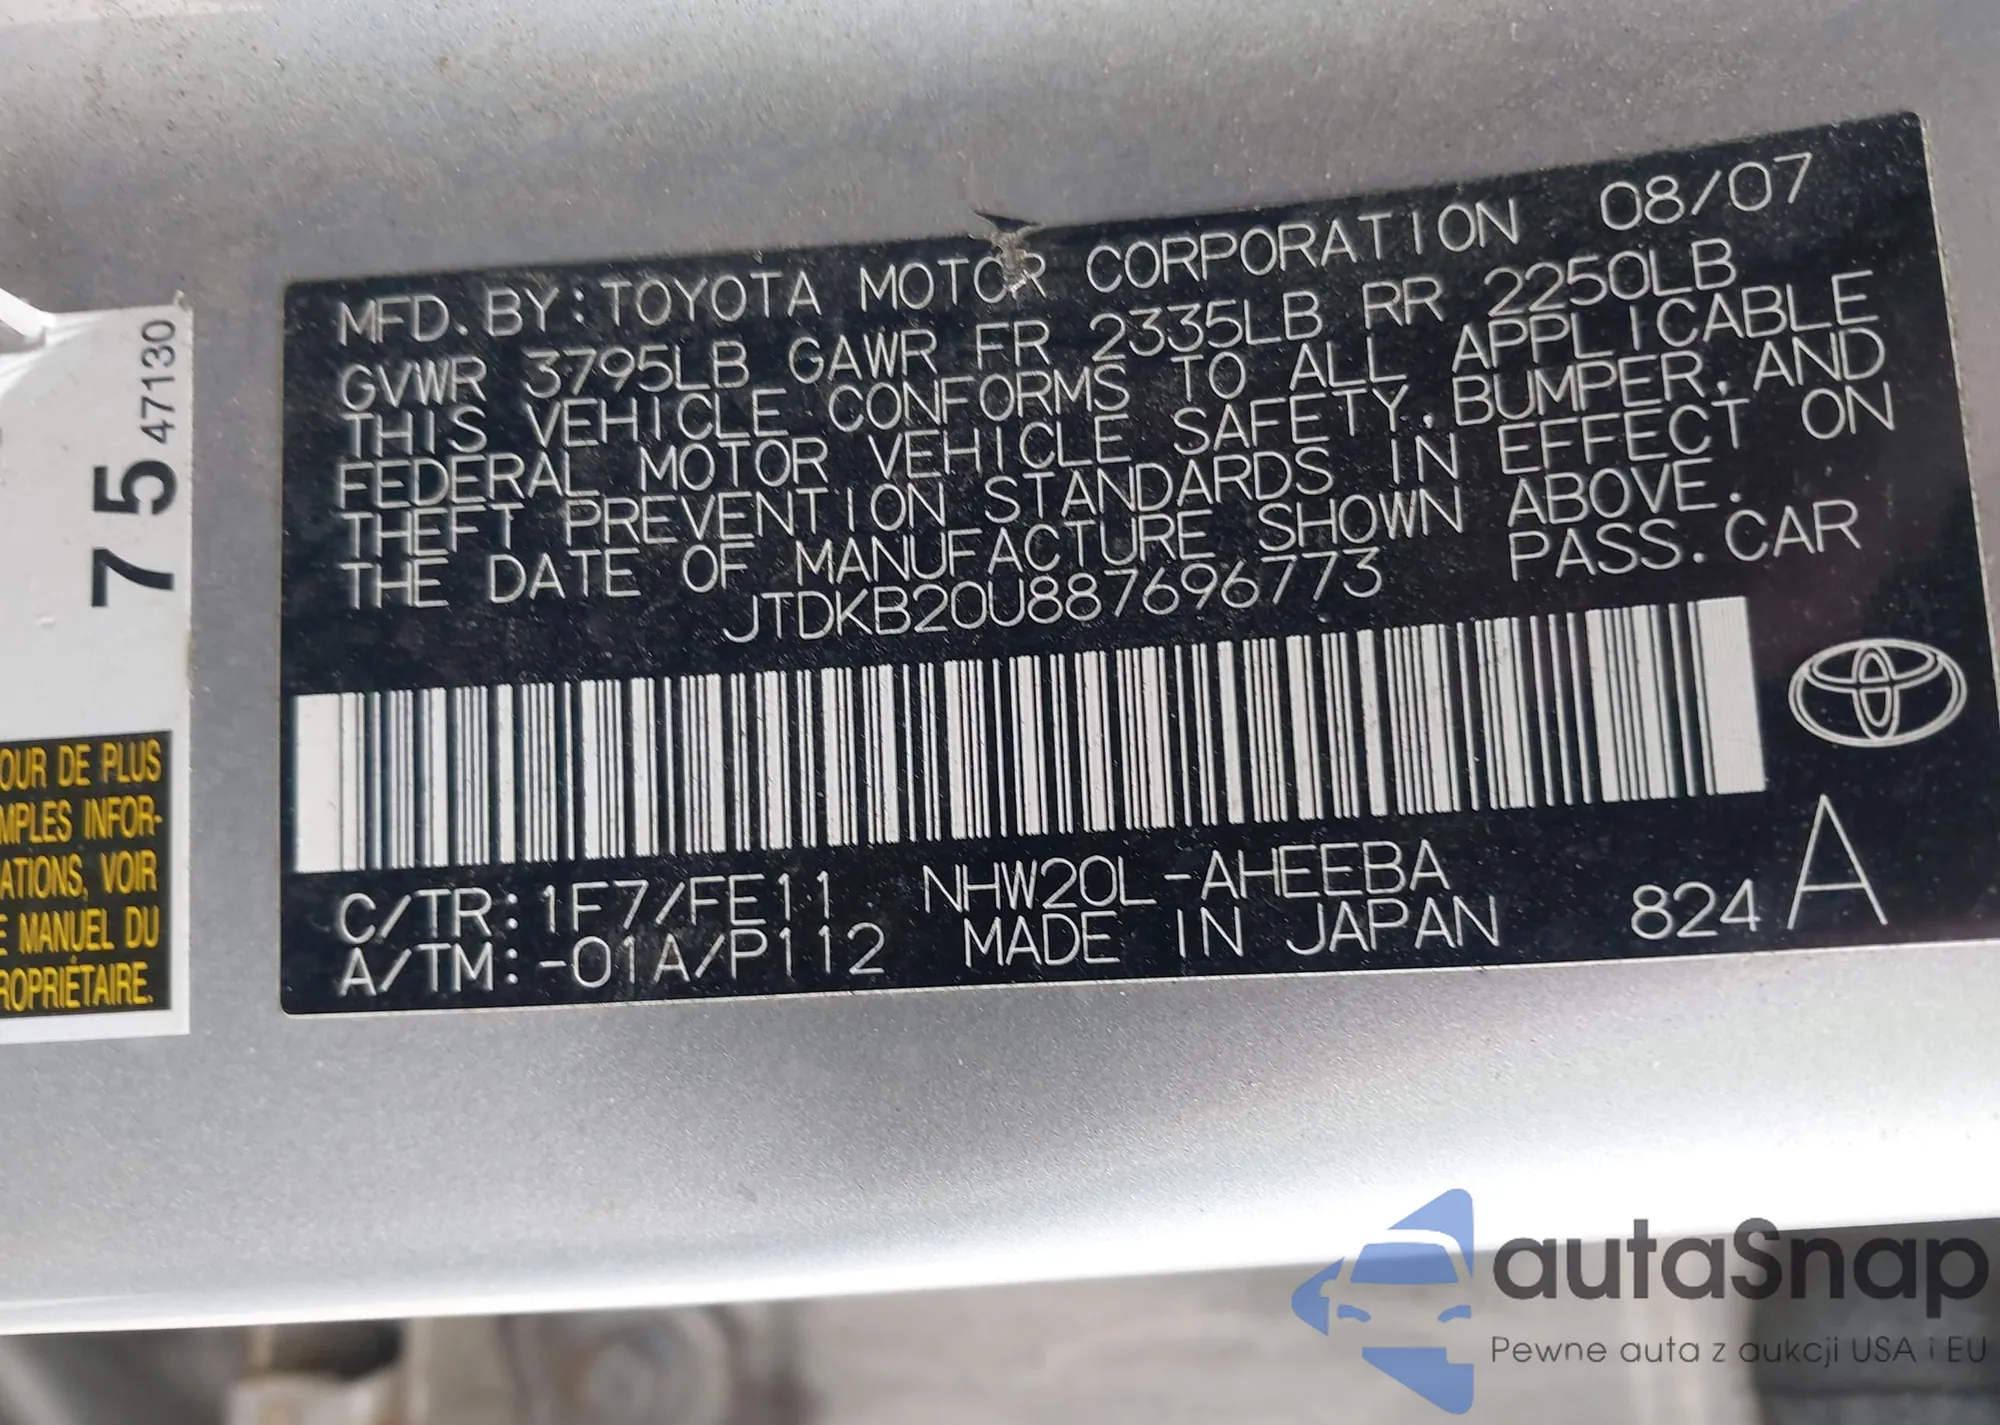 MFD. BY: TOYOTA MOTOR CORPORATION 08/07
GVWR 3795LB GAWR FR 2335LB RR 2250LB
THIS VEHICLE CONFORMS TO ALL APPLICABLE
FEDERAL MOTOR VEHICLE SAFETY, BUMPER, AND
THEFT PREVENTION STANDARDS IN EFFECT ON
THE DATE OF MANUFACTURE SHOWN ABOVE.
JTDKB20U887696773 PASS. CAR
C/TR: 1F7/FE11 NHW20L-AHEEBA
A/TM: -01A/P112 MADE IN JAPAN 824 A
75 47130
OUR DE PLUS
MPLES INFOR-
ATIONS, VOIR
E MANUEL DU
ROPRIÉTAIRE.
autaSnap
Pewne auta z aukcji USA i EU